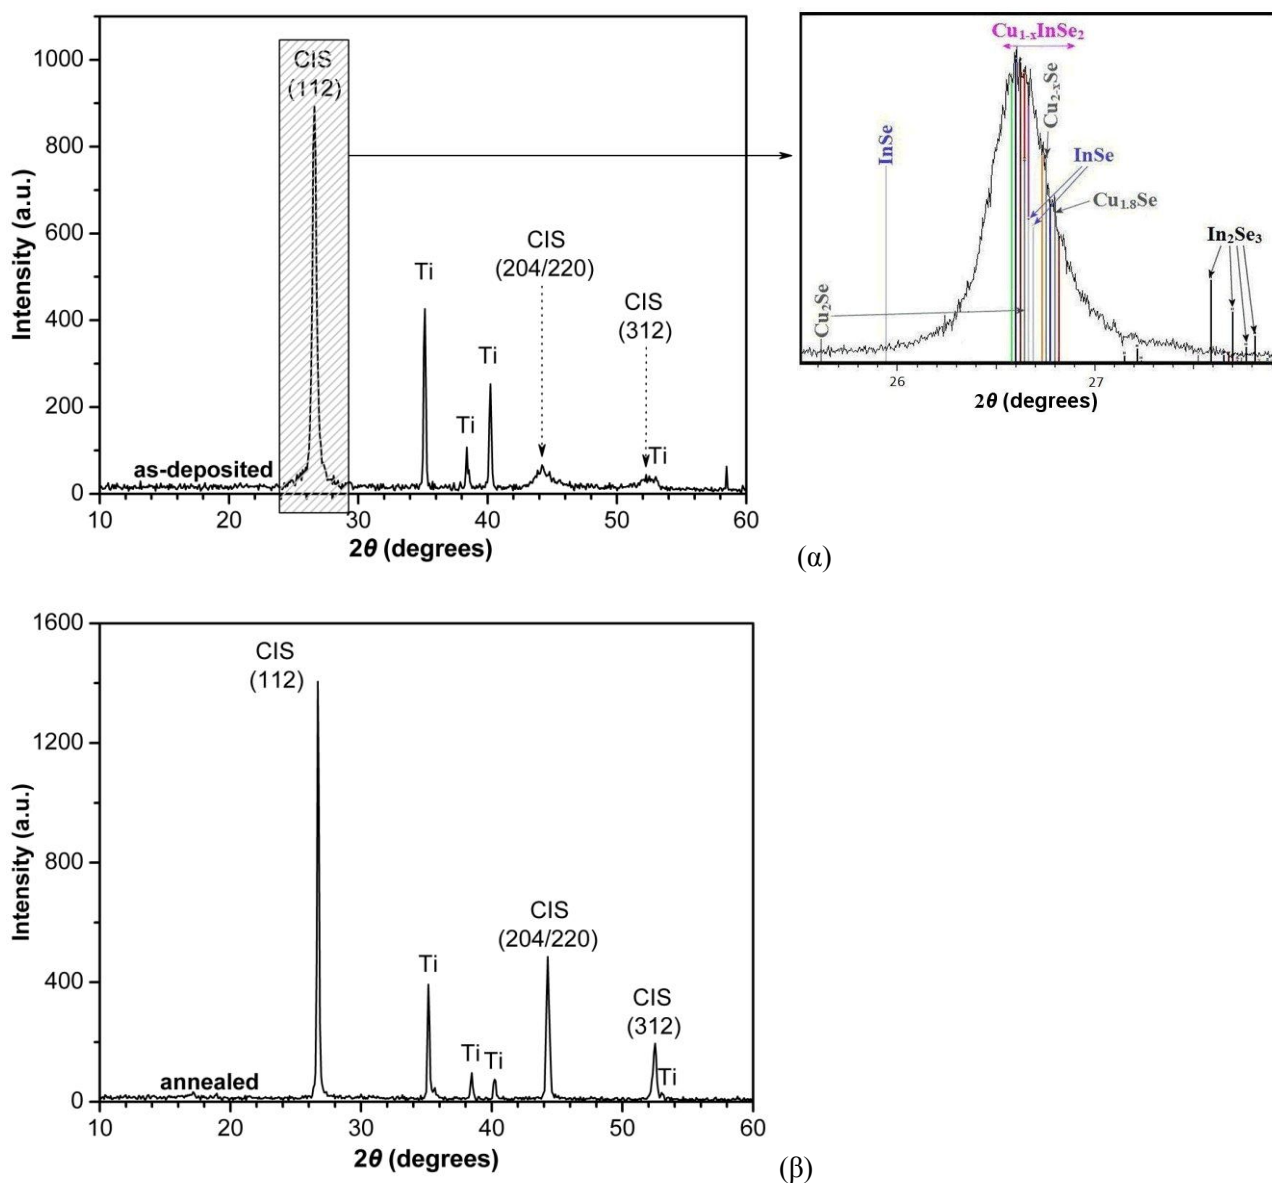 1000
800
600
400
200
0
Intensity (a.u.)
CIS
(112)
Ti
Ti
Ti
CIS
(204/220)
CIS
(312)
Ti
as-deposited
10 20 30 40 50 60
2θ (degrees)
Cu1-xInSe2
InSe
Cu2-xSe
InSe
Cu1.8Se
In2Se3
Cu2Se
26 27
2θ (degrees)
(α)
1600
1200
800
400
0
Intensity (a.u.)
CIS
(112)
Ti
Ti
Ti
CIS
(204/220)
CIS
(312)
Ti
annealed
10 20 30 40 50 60
2θ (degrees)
(β)